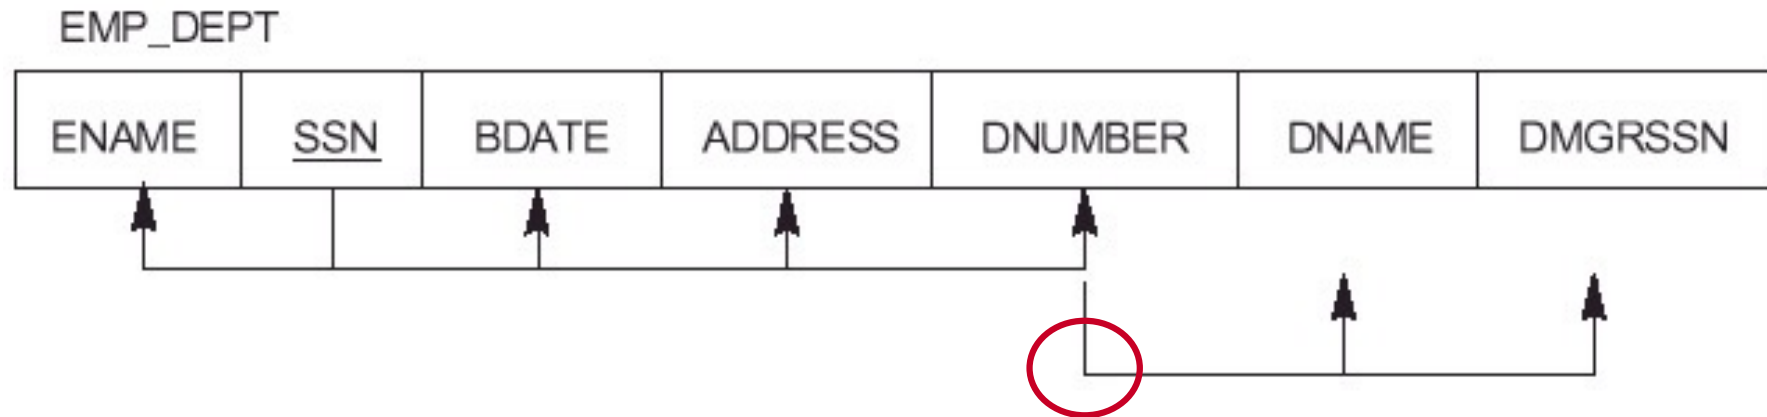 EMP_DEPT
ENAME SSN BDATE ADDRESS DNUMBER DNAME DMGRSSN